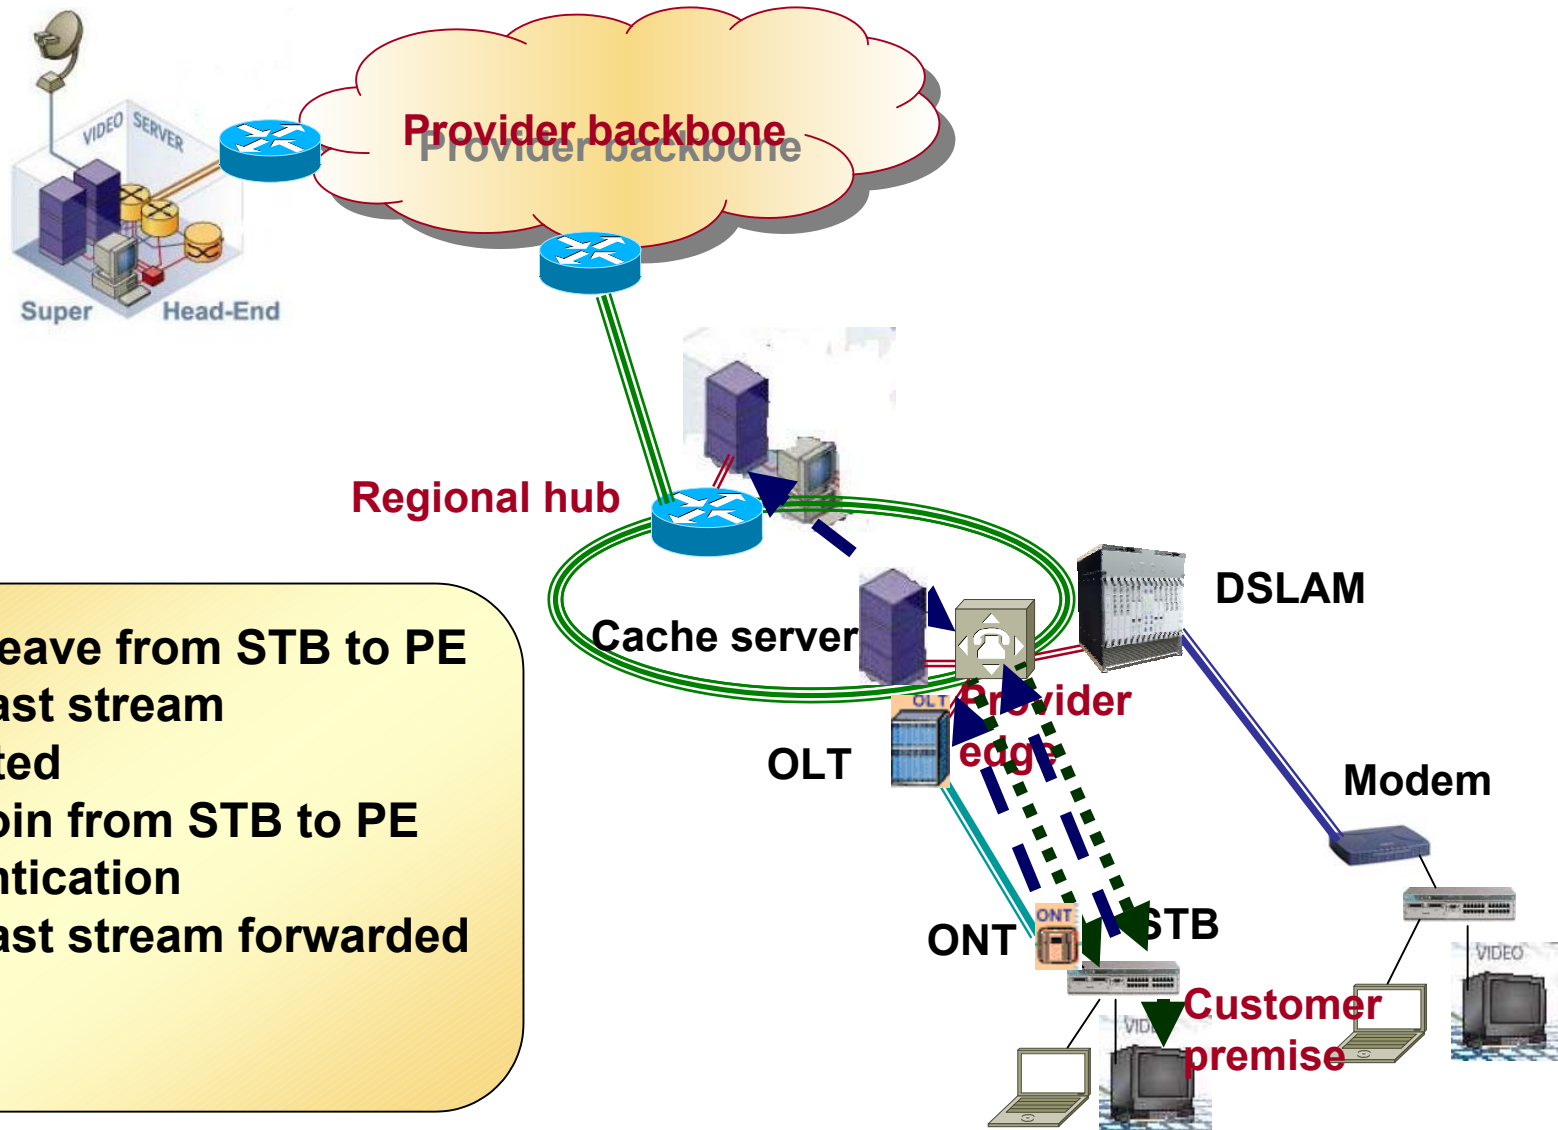 VIDEO SERVER
Super Head-End
Provider backbone
Regional hub
Cache server
DSLAM
Provider
edge
OLT
OLT
Modem
eave from STB to PE
ast stream
ted
oin from STB to PE
ntication
ast stream forwarded
ONT
ONT
STB
VIDEO
Customer
premise